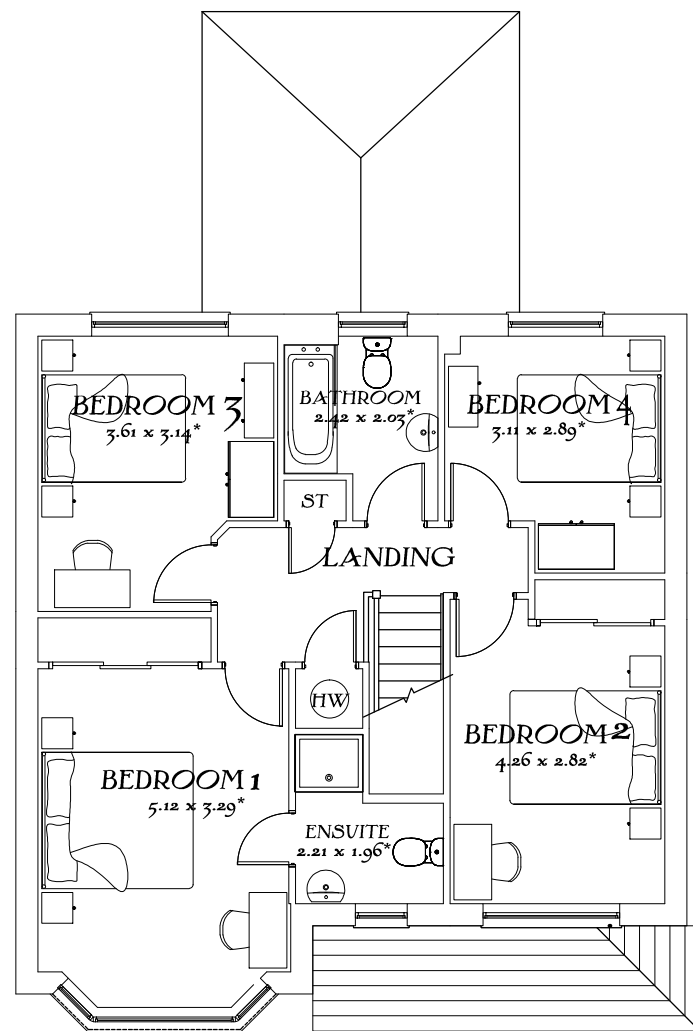 BEDROOM 3
3.61 x 3.14*
BATHROOM
2.42 x 2.03*
BEDROOM 4
3.11 x 2.89*
ST
LANDING
HW
BEDROOM 2
4.26 x 2.82*
BEDROOM 1
5.12 x 3.29*
ENSUITE
2.21 x 1.96*